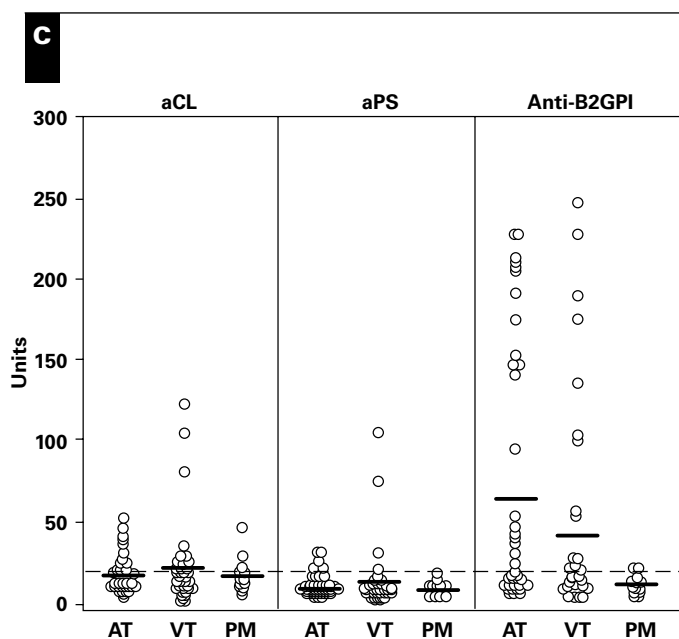 C
aCL aPS Anti-B2GPI
300
250
200
150
100
50
0
Units
AT VT PM AT VT PM AT VT PM